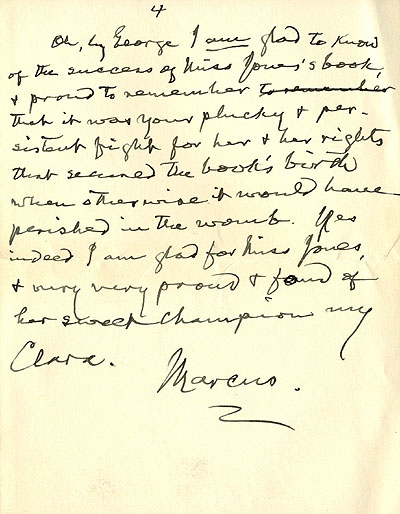 4
Oh, by George I am glad to know
of the success of Miss Jones's book,
& proud to remember to remember
that it was your plucky & per-
sistent fight for her & her rights
that secured the book's birth
when otherwise it would have
perished in the womb. Yes
indeed I am glad for Miss Jones,
& very very proud & fond of
her sweet champion my
Clara.
Marcus.